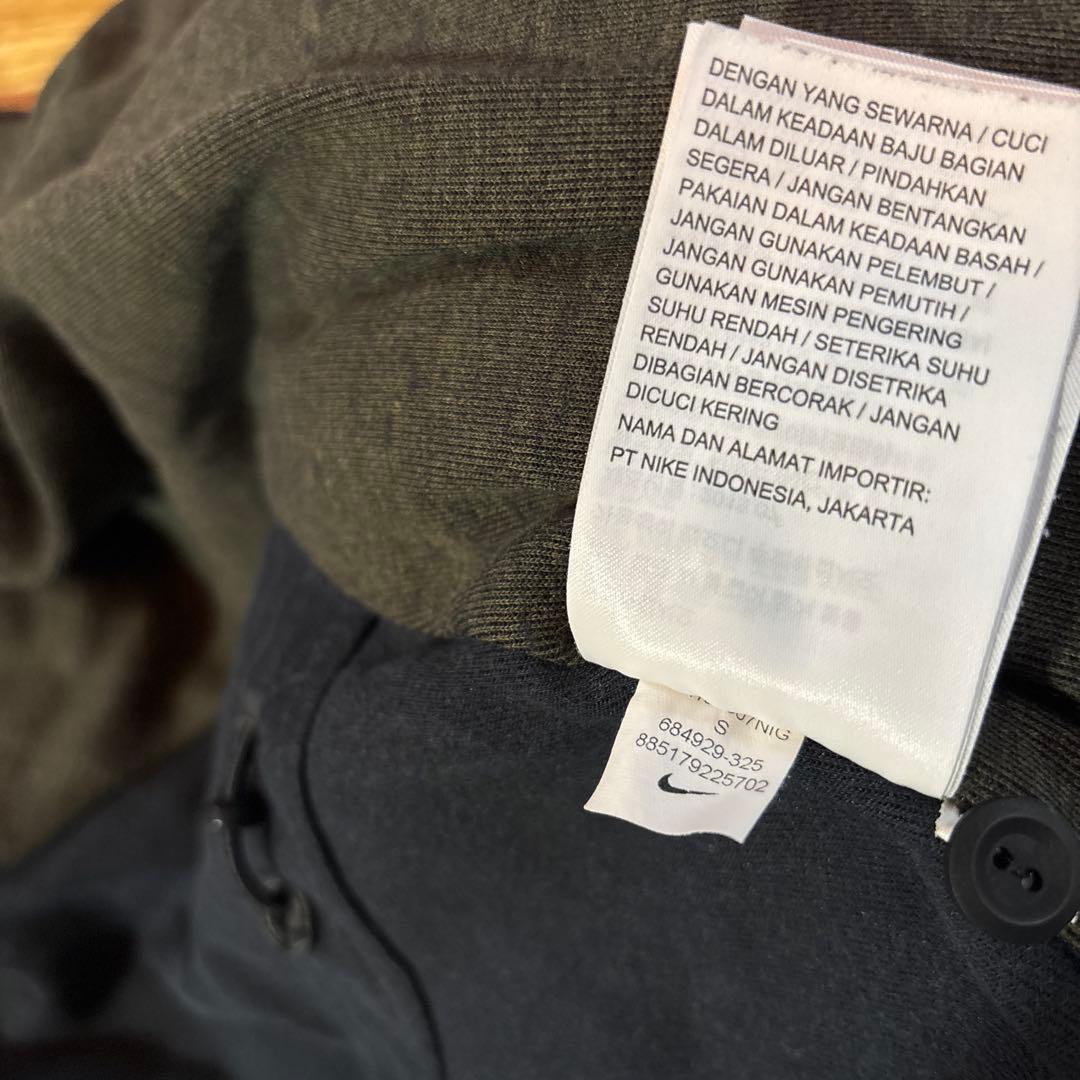 DENGAN YANG SEWARNA / CUCI
DALAM KEADAAN BAJU BAGIAN
DALAM DILUAR / PINDAHKAN
SEGERA / JANGAN BENTANGKAN
PAKAIAN DALAM KEADAAN BASAH /
JANGAN GUNAKAN PELEMBUT /
JANGAN GUNAKAN PEMUTIH /
GUNAKAN MESIN PENGERING
SUHU RENDAH / SETERIKA SUHU
RENDAH / JANGAN DISETRIKA
DIBAGIAN BERCORAK / JANGAN
DICUCI KERING
NAMA DAN ALAMAT IMPORTIR:
PT NIKE INDONESIA, JAKARTA
S
684929-325
885179225702